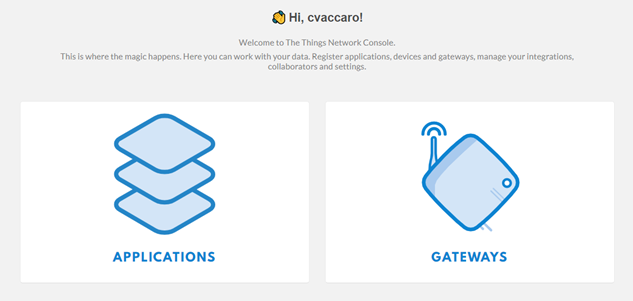 Hi, cvaccaro!
Welcome to The Things Network Console.
This is where the magic happens. Here you can work with your data. Register applications, devices and gateways, manage your integrations,
collaborators and settings.
APPLICATIONS
GATEWAYS